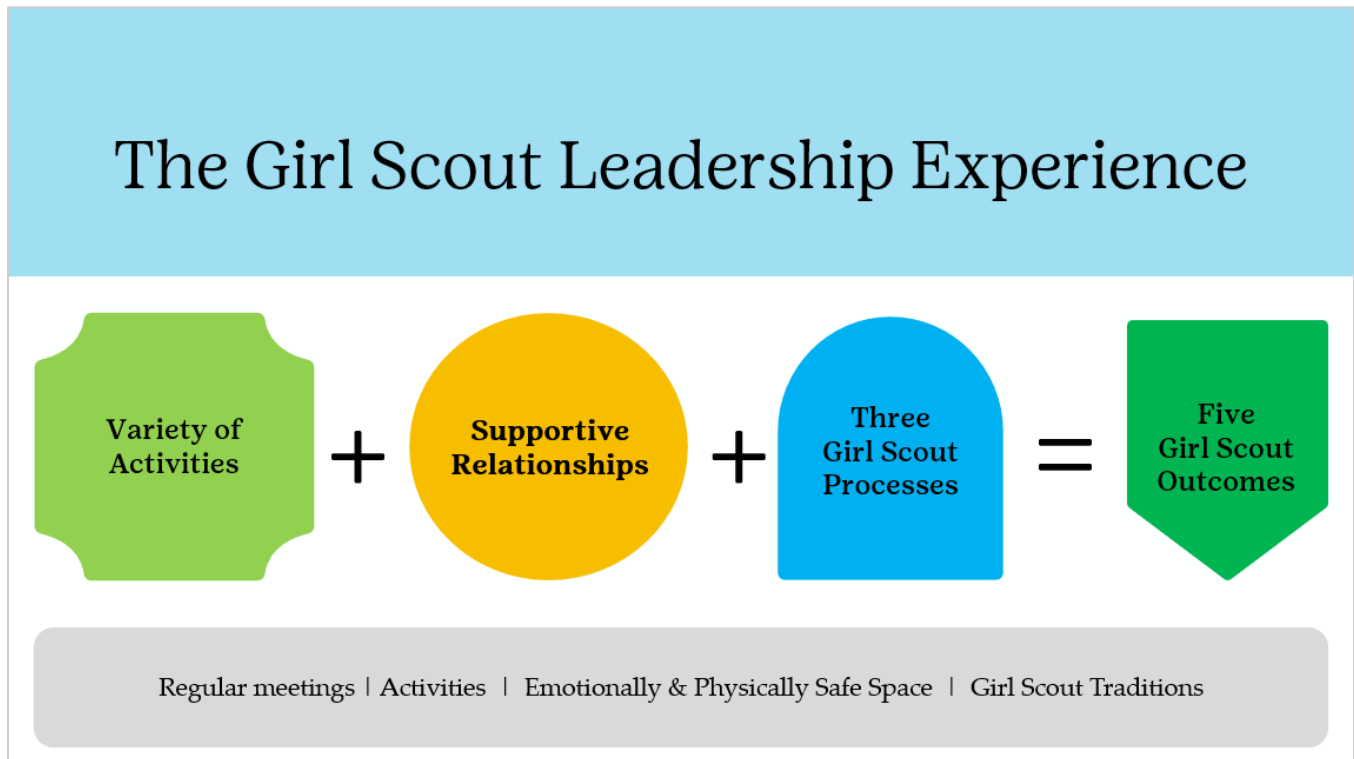 The Girl Scout Leadership Experience
Variety of
Activities
+
Supportive
Relationships
+
Three
Girl Scout
Processes
=
Five
Girl Scout
Outcomes
Regular meetings | Activities | Emotionally & Physically Safe Space | Girl Scout Traditions